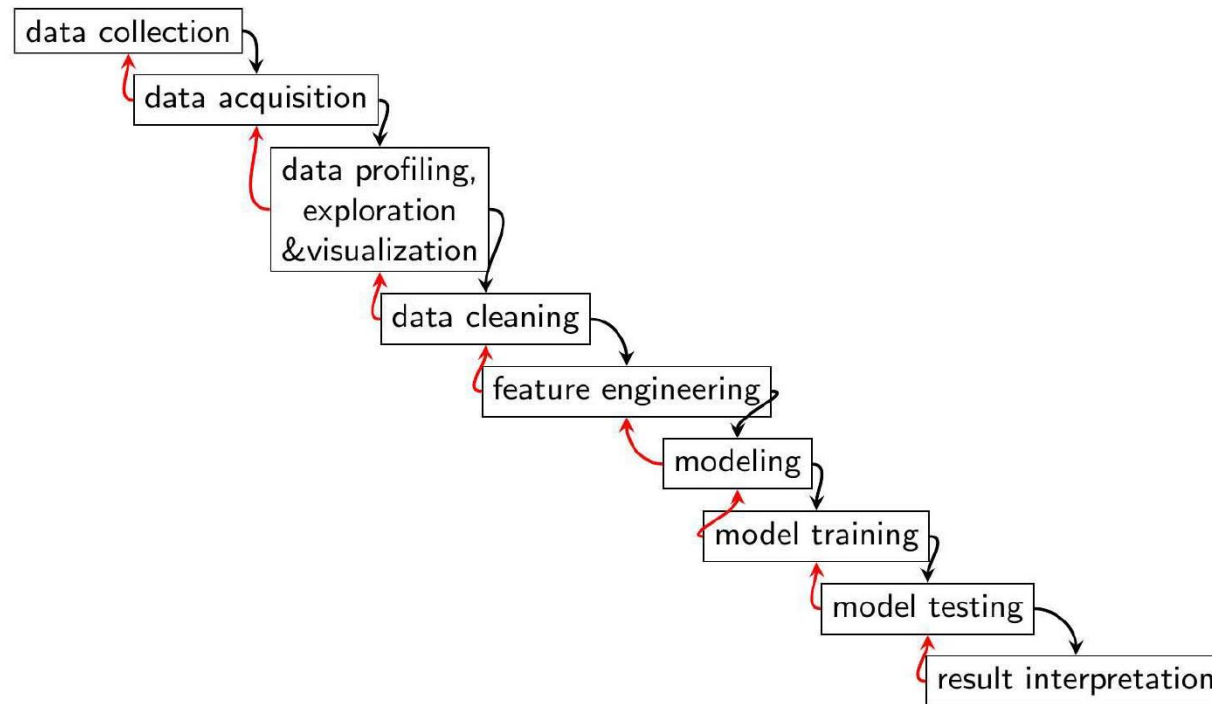 data collection
data acquisition
data profiling,
exploration
&visualization
data cleaning
feature engineering
modeling
model training
model testing
result interpretation